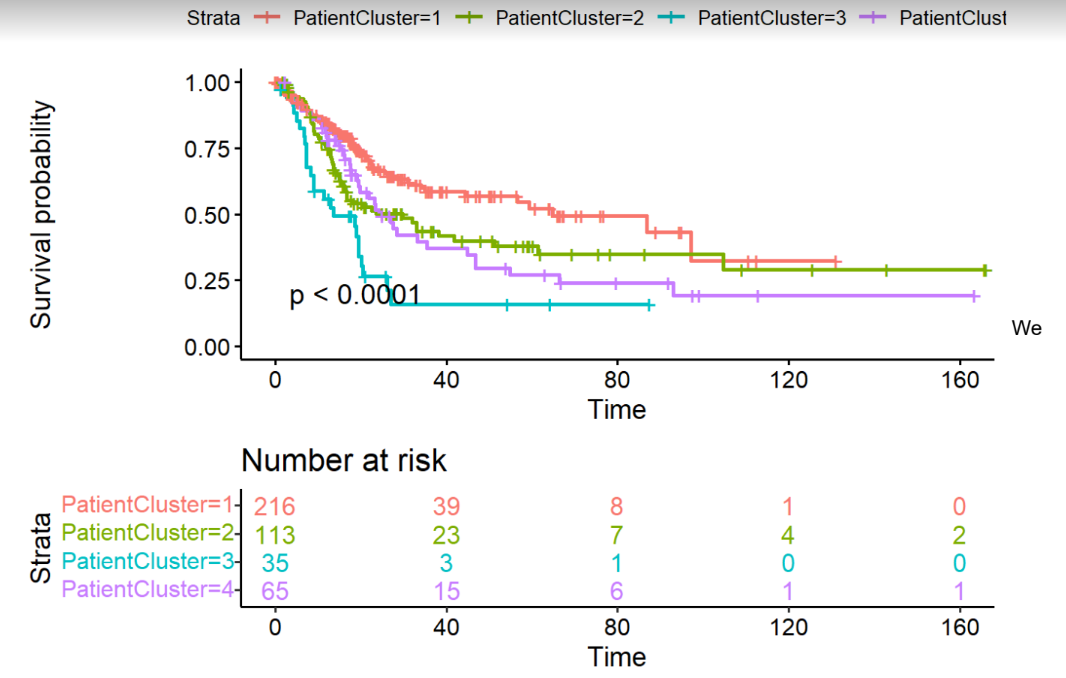 Strata PatientCluster=1 PatientCluster=2 PatientCluster=3 PatientClust
Survival probability
1.00
0.75
0.50
0.25
0.00
p < 0.0001
We
0 40 80 120 160
Time
Number at risk
Strata
PatientCluster=1 216 39 8 1 0
PatientCluster=2 113 23 7 4 2
PatientCluster=3 35 3 1 0 0
PatientCluster=4 65 15 6 1 1
0 40 80 120 160
Time